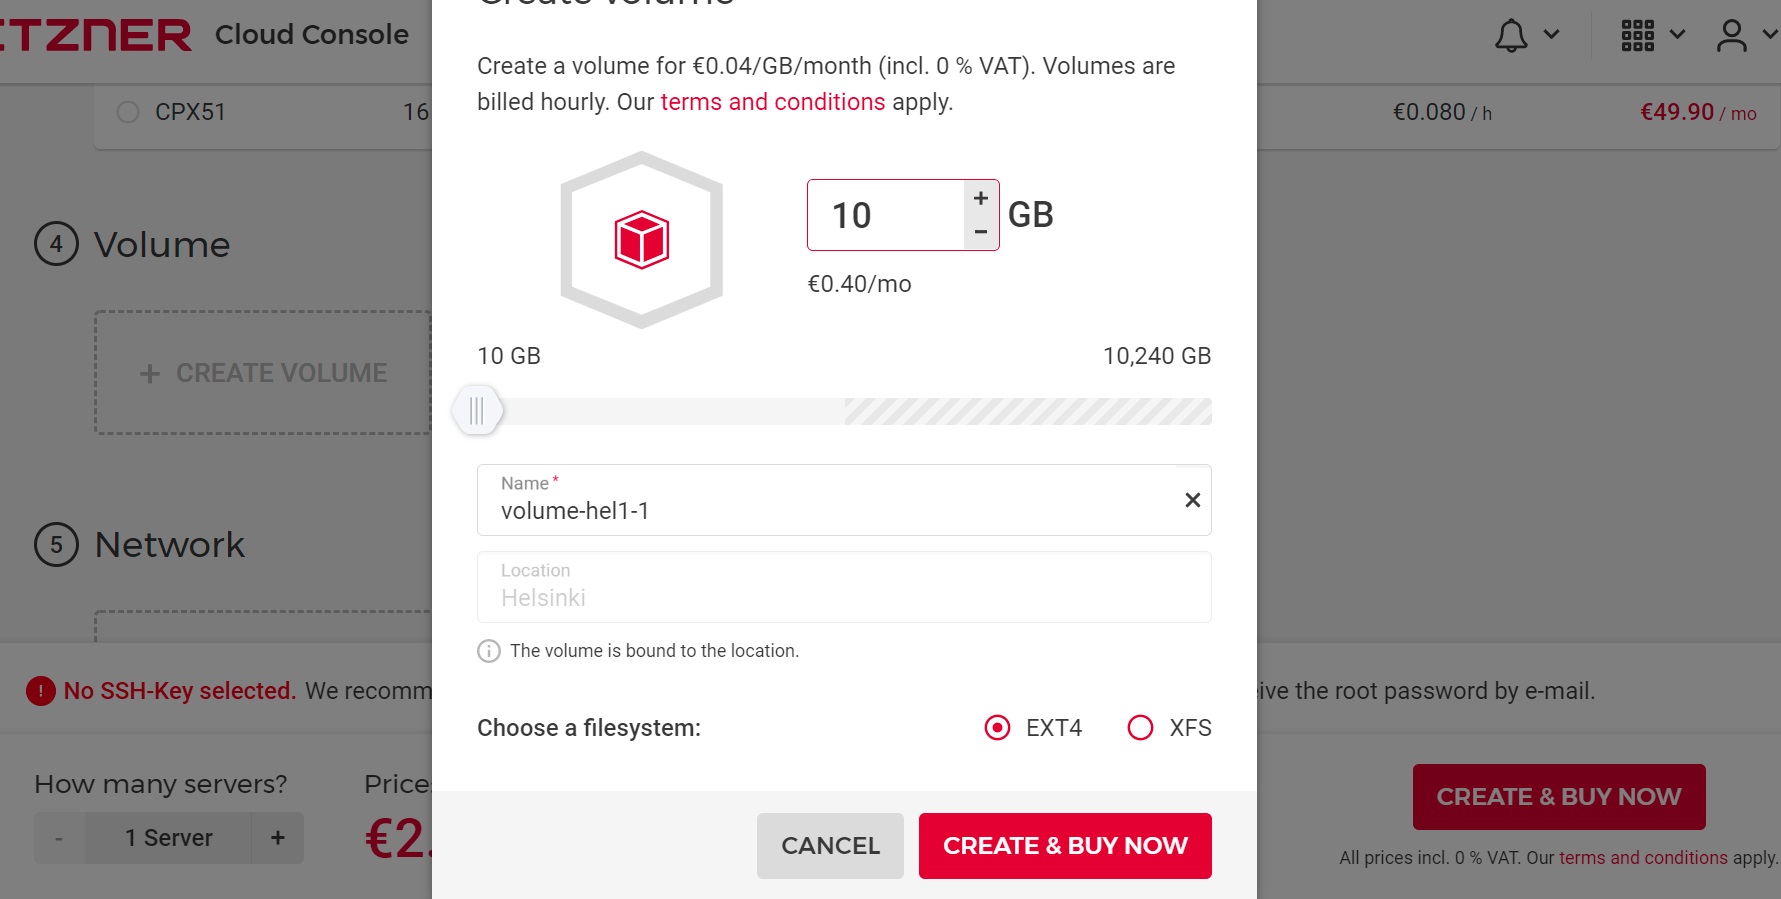 Create volume
ETZNER Cloud Console
Create a volume for €0.04/GB/month (incl. 0 % VAT). Volumes are
billed hourly. Our terms and conditions apply.
CPX51 16 €0.080 / h €49.90 / mo
10 + - GB
€0.40/mo
4 Volume
10 GB 10,240 GB
+ CREATE VOLUME
Name *
volume-hel1-1 ×
5 Network
Location
Helsinki
i The volume is bound to the location.
! No SSH-Key selected. We recomm eive the root password by e-mail.
Choose a filesystem: EXT4 XFS
How many servers? Price
- 1 Server + €2.
CREATE & BUY NOW
CANCEL CREATE & BUY NOW
All prices incl. 0 % VAT. Our terms and conditions apply.